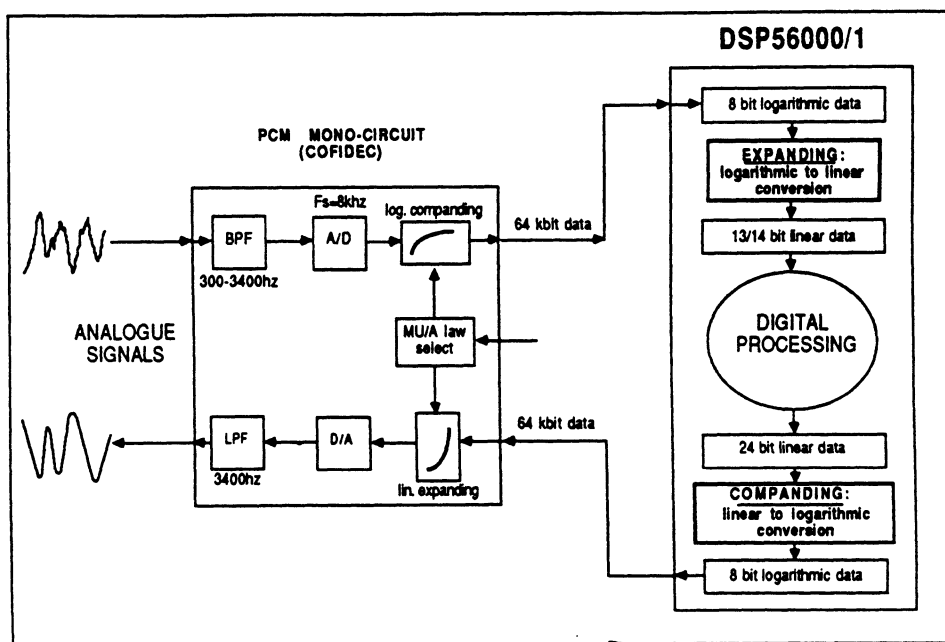 DSP56000/1
8 bit logarithmic data
EXPANDING:
logarithmic to linear
conversion
13/14 bit linear data
DIGITAL
PROCESSING
24 bit linear data
COMPANDING:
linear to logarithmic
conversion
8 bit logarithmic data
PCM MONO-CIRCUIT
(COFIDEC)
Fs=8khz
log. companding
BPF
A/D
64 kbit data
300-3400hz
ANALOGUE
SIGNALS
MU/A law
select
LPF
D/A
64 kbit data
3400hz
lin. expanding